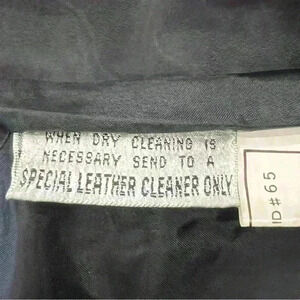 WHEN DRY CLEANING IS
NECESSARY SEND TO A
SPECIAL LEATHER CLEANER ONLY
ID#65